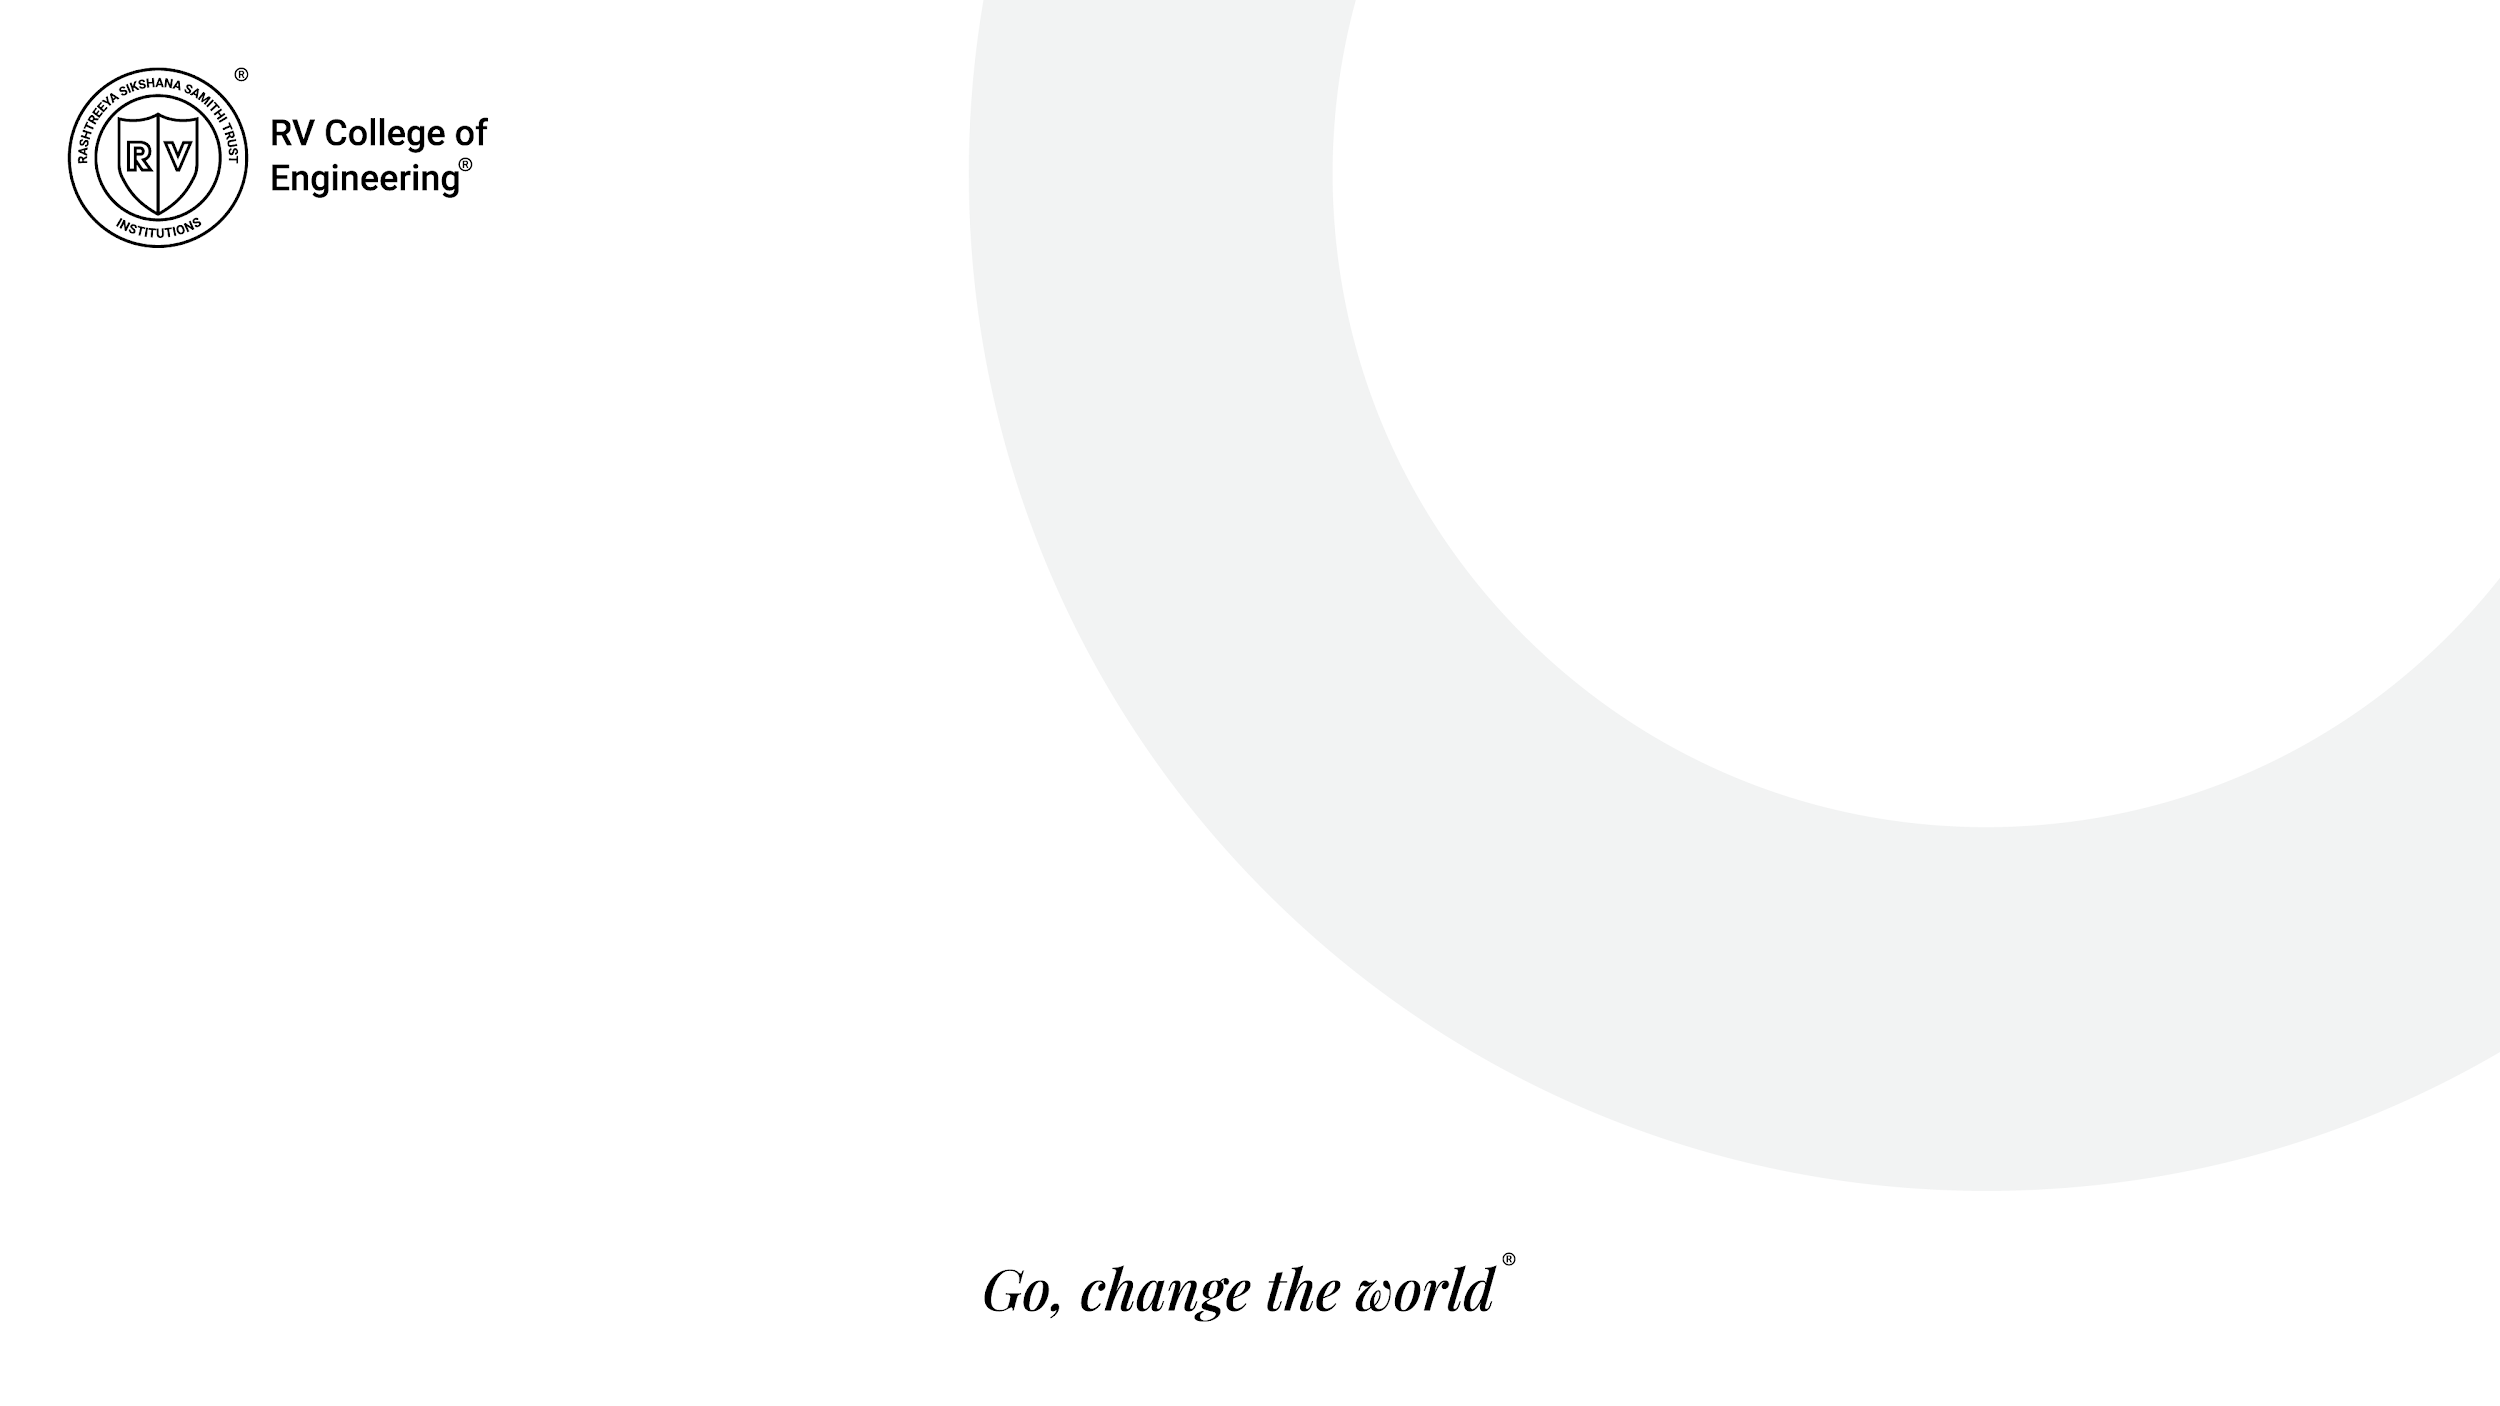 RASHTREEYA SIKSHANA SAMITHI TRUST
®
RV
INSTITUTIONS
RV College of
Engineering®
Go, change the world®